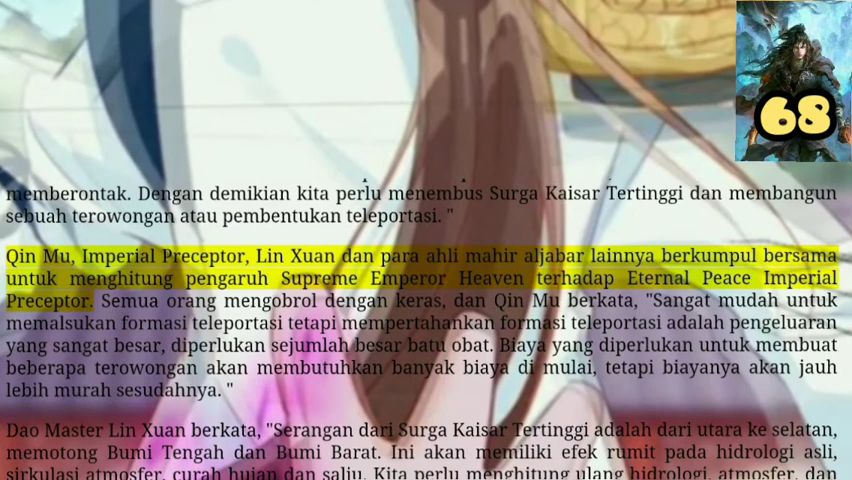 68
memberontak. Dengan demikian kita perlu menembus Surga Kaisar Tertinggi dan membangun
sebuah terowongan atau pembentukan teleportasi. "
Qin Mu, Imperial Preceptor, Lin Xuan dan para ahli mahir aljabar lainnya berkumpul bersama
untuk menghitung pengaruh Supreme Emperor Heaven terhadap Eternal Peace Imperial
Preceptor. Semua orang mengobrol dengan keras, dan Qin Mu berkata, "Sangat mudah untuk
memalsukan formasi teleportasi tetapi mempertahankan formasi teleportasi adalah pengeluaran
yang sangat besar, diperlukan sejumlah besar batu obat. Biaya yang diperlukan untuk membuat
beberapa terowongan akan membutuhkan banyak biaya di mulai, tetapi biayanya akan jauh
lebih murah sesudahnya. "
Dao Master Lin Xuan berkata, "Serangan dari Surga Kaisar Tertinggi adalah dari utara ke selatan,
memotong Bumi Tengah dan Bumi Barat. Ini akan memiliki efek rumit pada hidrologi asli,
sirkulasi atmosfer, curah hujan dan salju. Kita perlu menghitung ulang hidrologi, atmosfer, dan